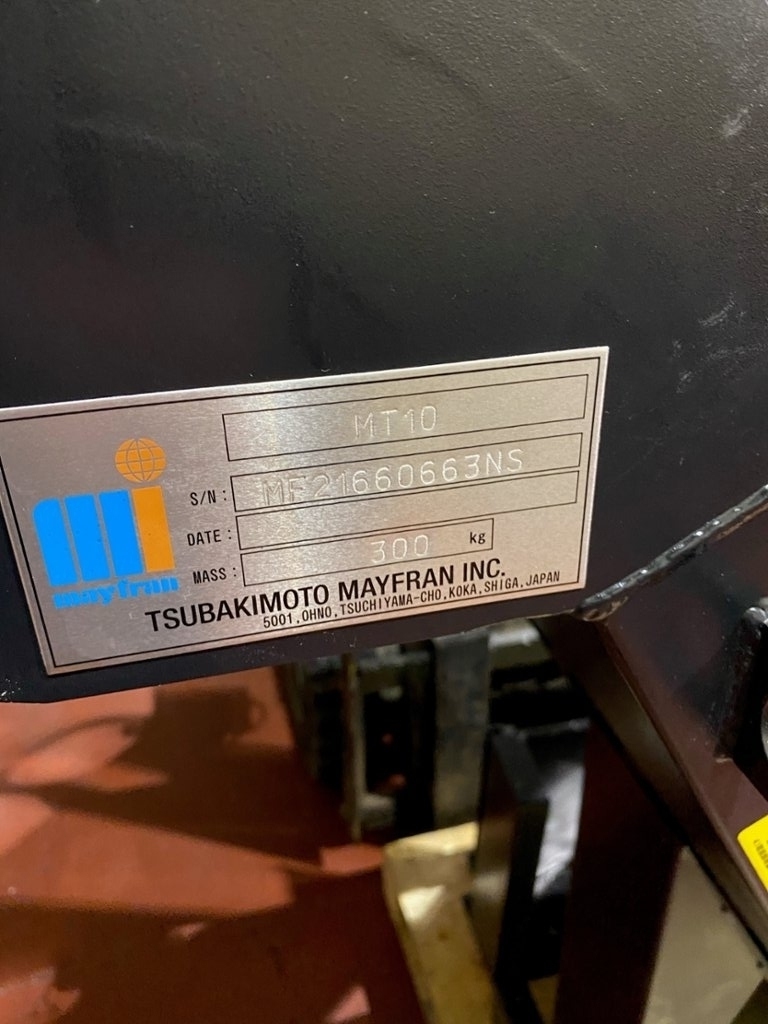 MT10
S/N : MF21660663NS
DATE :
MASS : 300 kg
mayfran
TSUBAKIMOTO MAYFRAN INC.
5001,OHNO,TSUCHIYAMA-CHO,KOKA,SHIGA,JAPAN